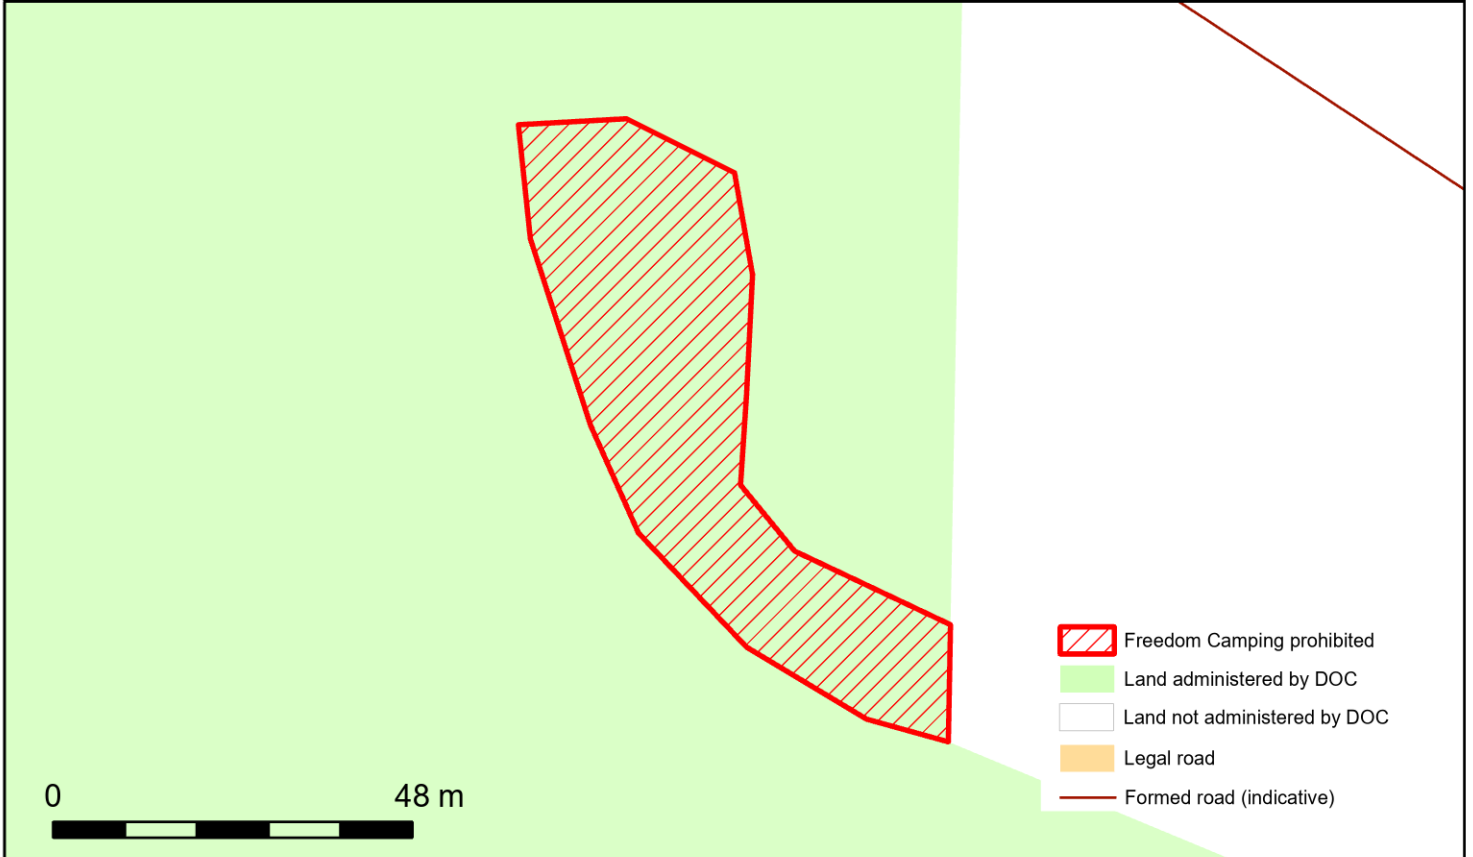 Freedom Camping prohibited
Land administered by DOC
Land not administered by DOC
Legal road
Formed road (indicative)
0 48 m